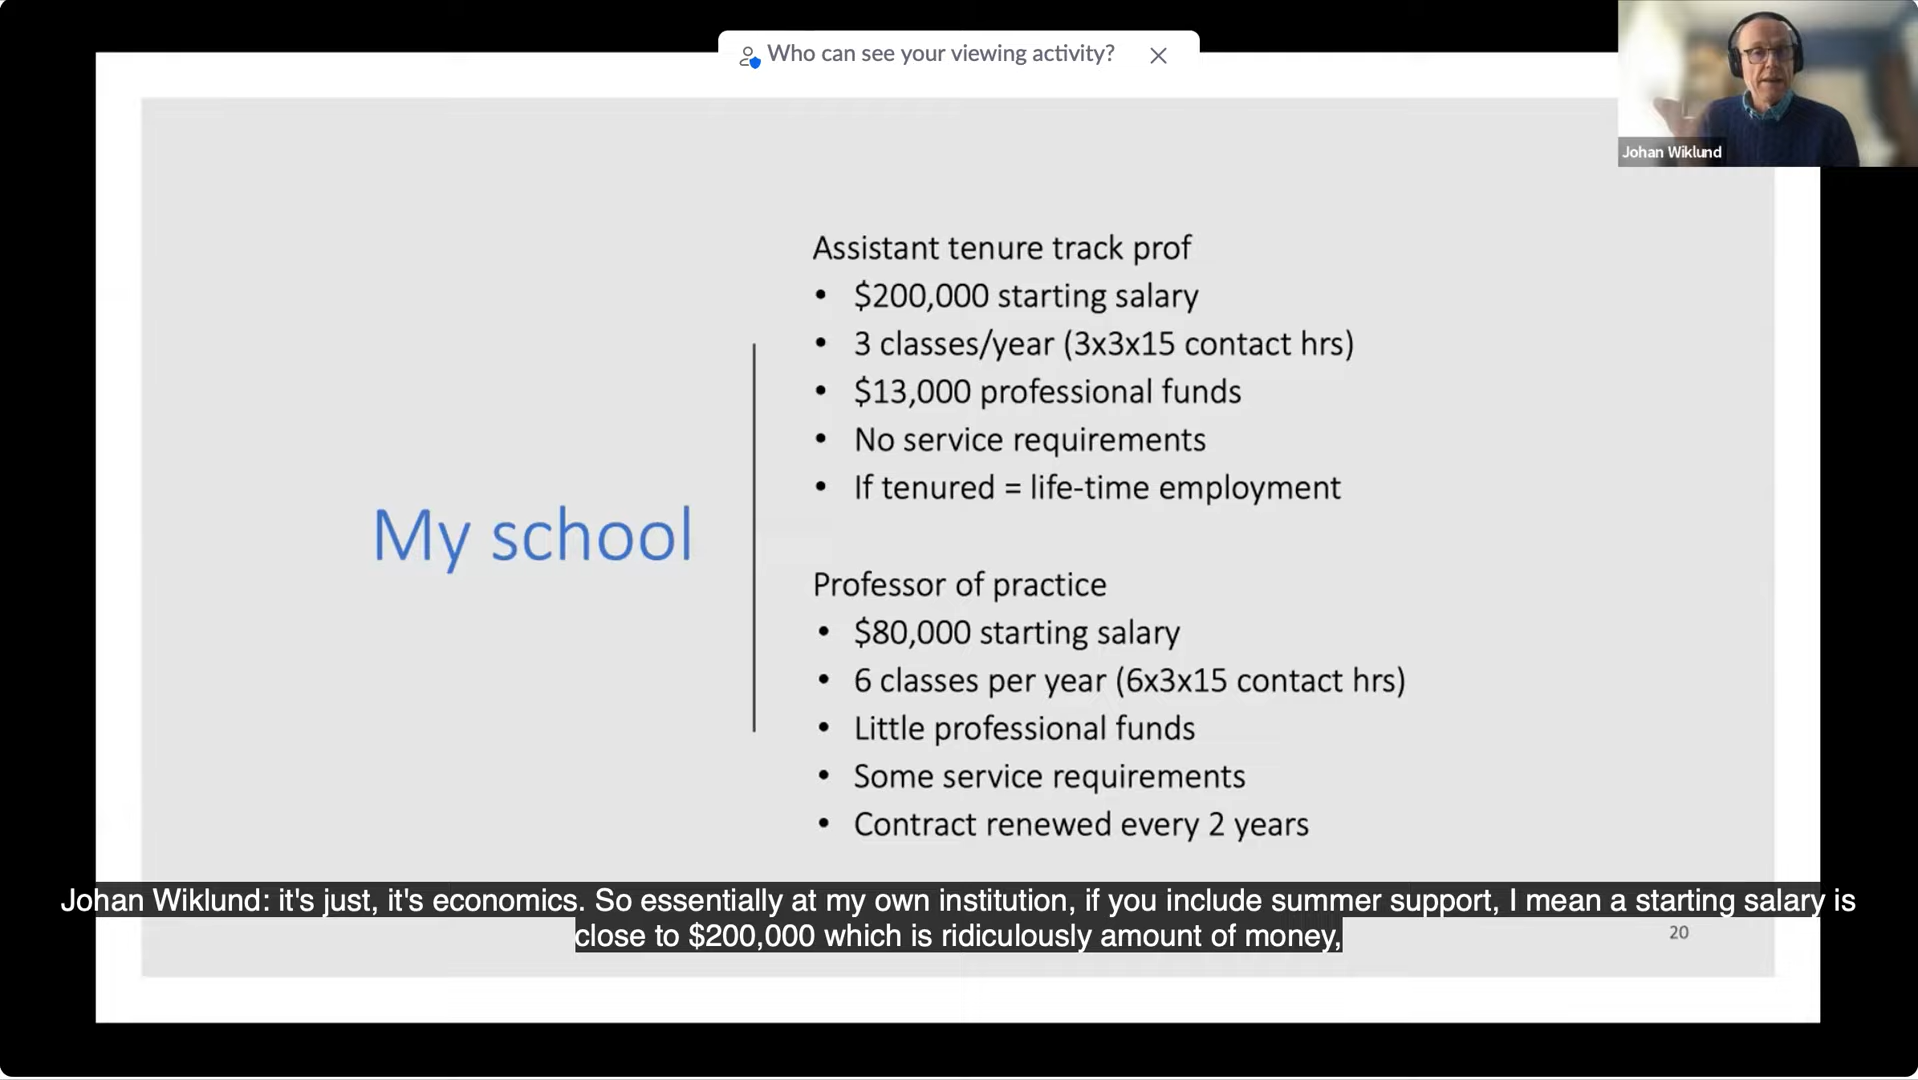 Who can see your viewing activity?
Johan Wiklund
My school
Assistant tenure track prof
• $200,000 starting salary
• 3 classes/year (3x3x15 contact hrs)
• $13,000 professional funds
• No service requirements
• If tenured = life-time employment
Professor of practice
• $80,000 starting salary
• 6 classes per year (6x3x15 contact hrs)
• Little professional funds
• Some service requirements
• Contract renewed every 2 years
Johan Wiklund: it's just, it's economics. So essentially at my own institution, if you include summer support, I mean a starting salary is
close to $200,000 which is ridiculously amount of money,
20